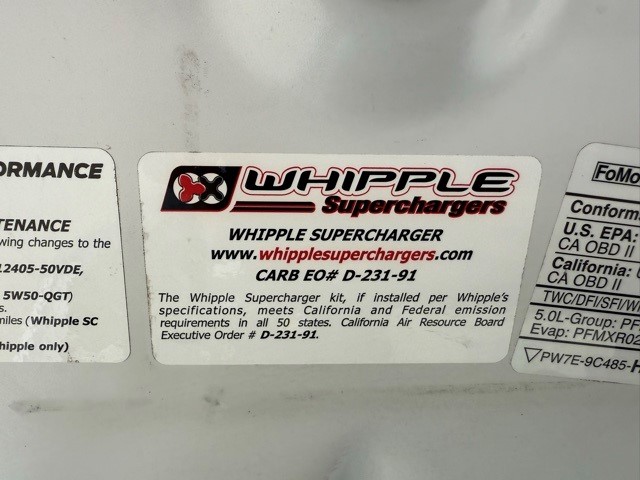 ORMANCE
TENANCE
wing changes to the
12405-50VDE,
5W50-QGT)
s.
miles (Whipple SC
hipple only)
WHIPPLE
Superchargers
WHIPPLE SUPERCHARGER
www.whipplesuperchargers.com
CARB EO# D-231-91
The Whipple Supercharger kit, if installed per Whipple's
specifications, meets California and Federal emission
requirements in all 50 states. California Air Resource Board
Executive Order # D-231-91.
FoMo
Conform
U.S. EPA:
CA OBD II
California:
CA OBD II
TWC/DFI/SFI/W
5.0L-Group: PF
Evap: PFMXR02
PW7E-9C485-H